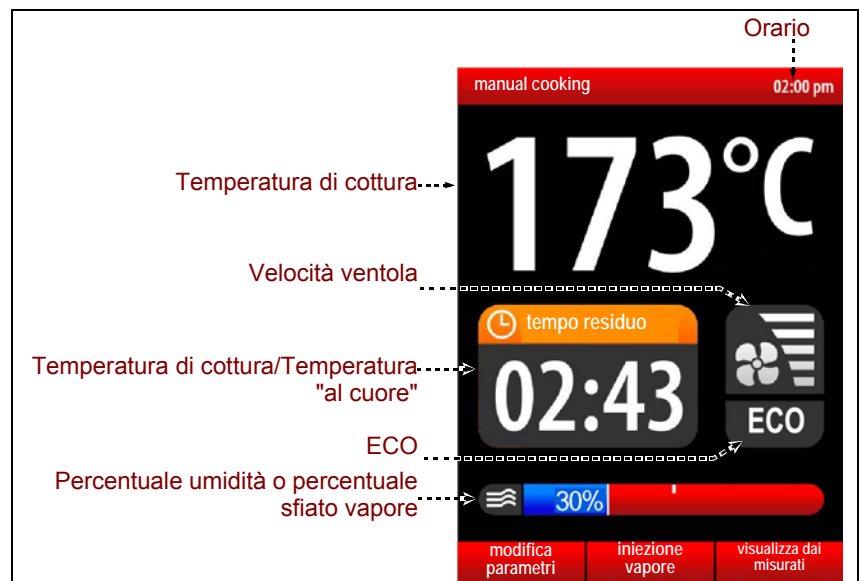 Orario
manual cooking 02:00 pm
173°C
Temperatura di cottura
Velocità ventola
tempo residuo
Temperatura di cottura/Temperatura
"al cuore"
02:43
ECO
ECO
Percentuale umidità o percentuale
sfiato vapore
30%
modifica
parametri
iniezione
vapore
visualizza dai
misurati